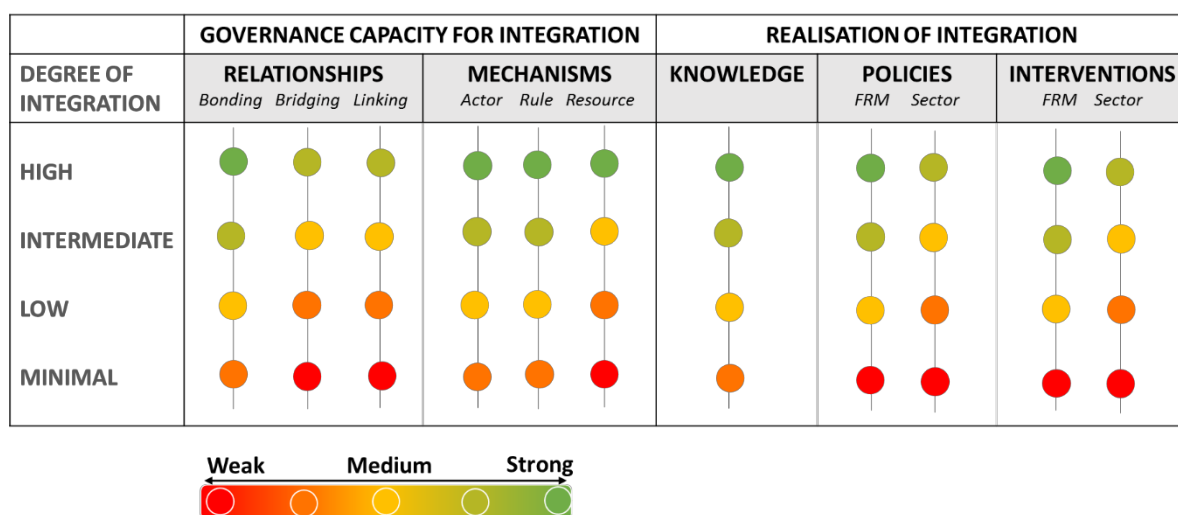 GOVERNANCE CAPACITY FOR INTEGRATION REALISATION OF INTEGRATION
DEGREE OF INTEGRATION RELATIONSHIPS MECHANISMS KNOWLEDGE POLICIES INTERVENTIONS
Bonding Bridging Linking Actor Rule Resource FRM Sector FRM Sector
HIGH
INTERMEDIATE
LOW
MINIMAL
Weak Medium Strong